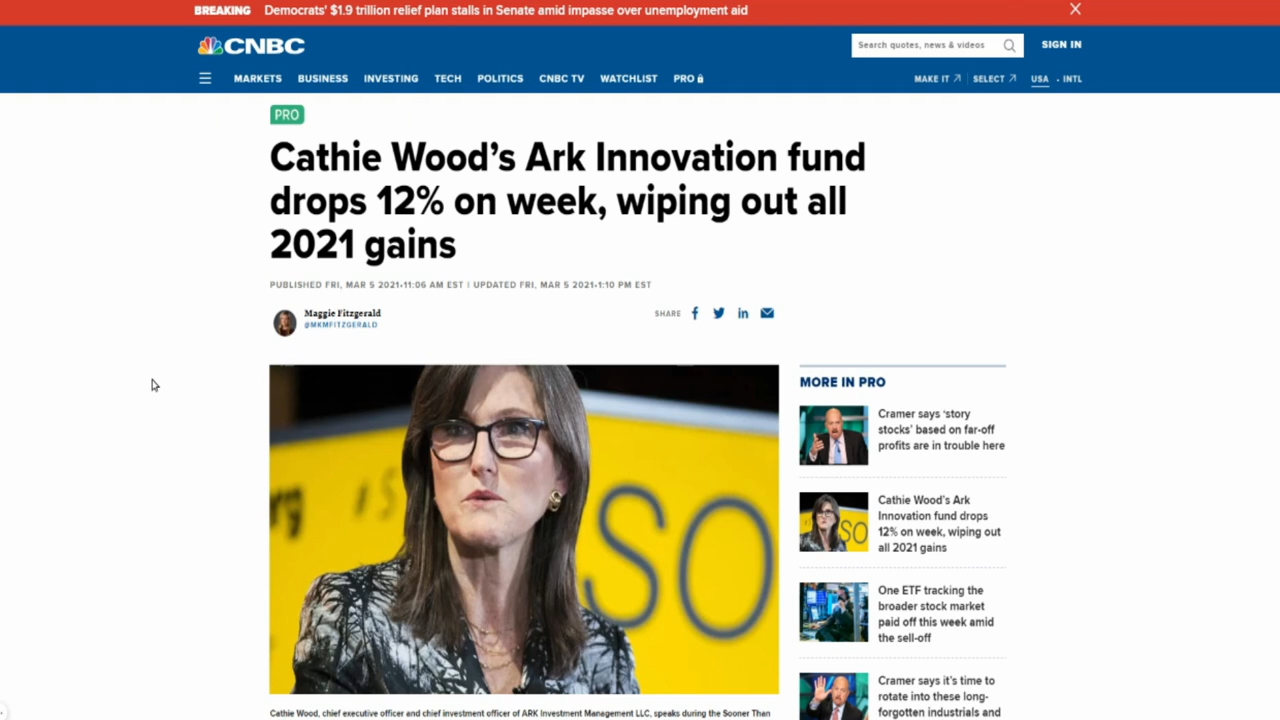 BREAKING Democrats' $1.9 trillion relief plan stalls in Senate amid impasse over unemployment aid
CNBC
Search quotes, news & videos
SIGN IN
MARKETS BUSINESS INVESTING TECH POLITICS CNBC TV WATCHLIST PRO
MAKE IT SELECT USA • INTL
PRO
Cathie Wood’s Ark Innovation fund
drops 12% on week, wiping out all
2021 gains
PUBLISHED FRI, MAR 5 2021•11:06 AM EST | UPDATED FRI, MAR 5 2021•1:10 PM EST
Maggie Fitzgerald
@MKMFITZGERALD
SHARE
rg #S
SO
Cathie Wood, chief executive officer and chief investment officer of ARK Investment Management LLC, speaks during the Sooner Than
MORE IN PRO
Cramer says ‘story
stocks’ based on far-off
profits are in trouble here
SO
Cathie Wood’s Ark
Innovation fund drops
12% on week, wiping out
all 2021 gains
One ETF tracking the
broader stock market
paid off this week amid
the sell-off
Cramer says it’s time to
rotate into these long-
forgotten industrials and